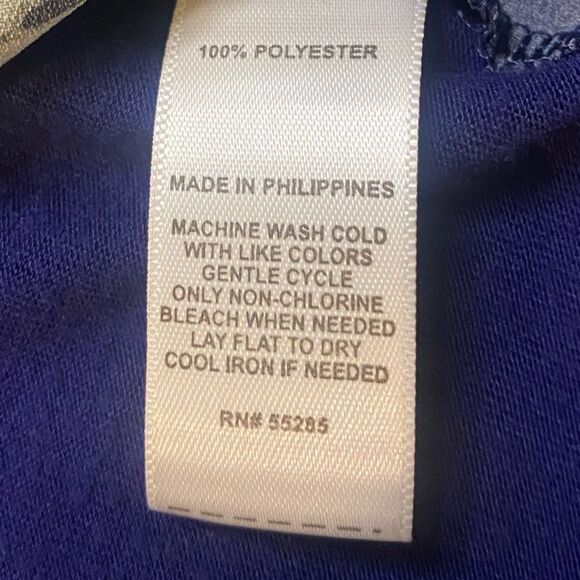 100% POLYESTER
MADE IN PHILIPPINES
MACHINE WASH COLD
WITH LIKE COLORS
GENTLE CYCLE
ONLY NON-CHLORINE
BLEACH WHEN NEEDED
LAY FLAT TO DRY
COOL IRON IF NEEDED
RN# 55285